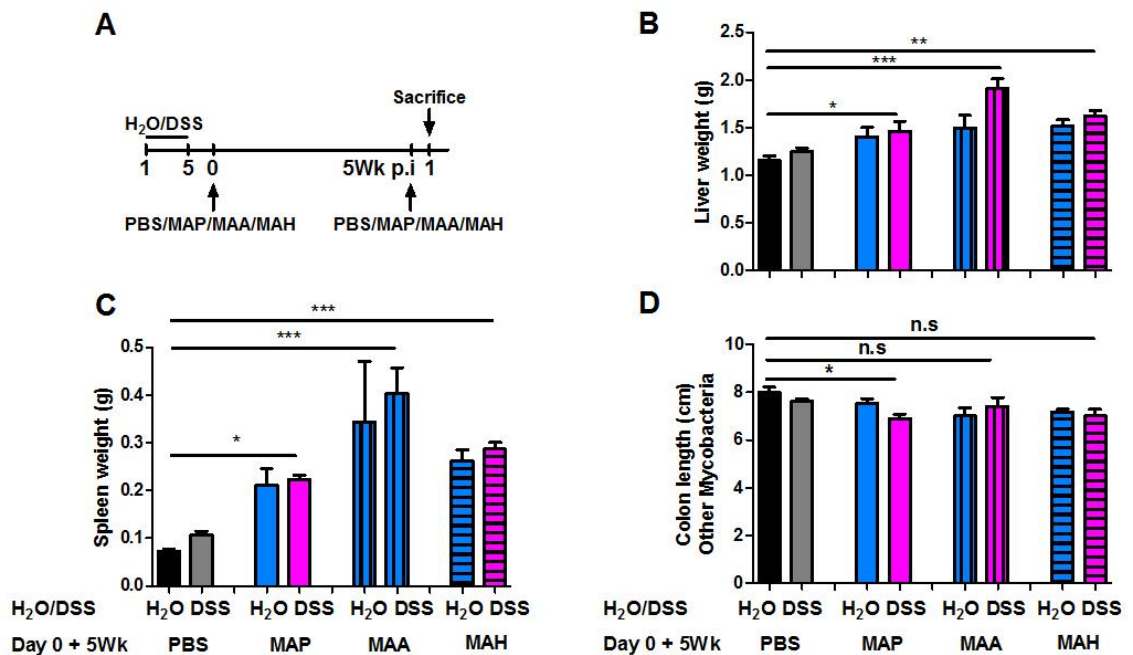 A
Sacrifice
H₂O/DSS
1 5 0 5Wk p.i 1
PBS/MAP/MAA/MAH PBS/MAP/MAA/MAH
B
Liver weight (g)
2.5
2.0
1.5
1.0
0.5
0.0
**
***
*
C
Spleen weight (g)
0.5
0.4
0.3
0.2
0.1
0.0
***
***
*
H₂O/DSS H₂O DSS H₂O DSS H₂O DSS H₂O DSS
Day 0 + 5Wk PBS MAP MAA MAH
D
Colon length (cm)
Other Mycobacteria
10
8
6
4
2
0
n.s
n.s
*
H₂O/DSS H₂O DSS H₂O DSS H₂O DSS H₂O DSS
Day 0 + 5Wk PBS MAP MAA MAH